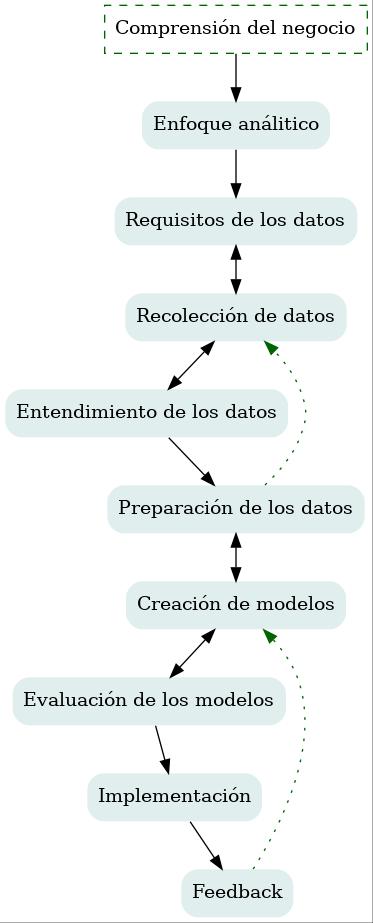 Comprensión del negocio
Enfoque análitico
Requisitos de los datos
Recolección de datos
Entendimiento de los datos
Preparación de los datos
Creación de modelos
Evaluación de los modelos
Implementación
Feedback